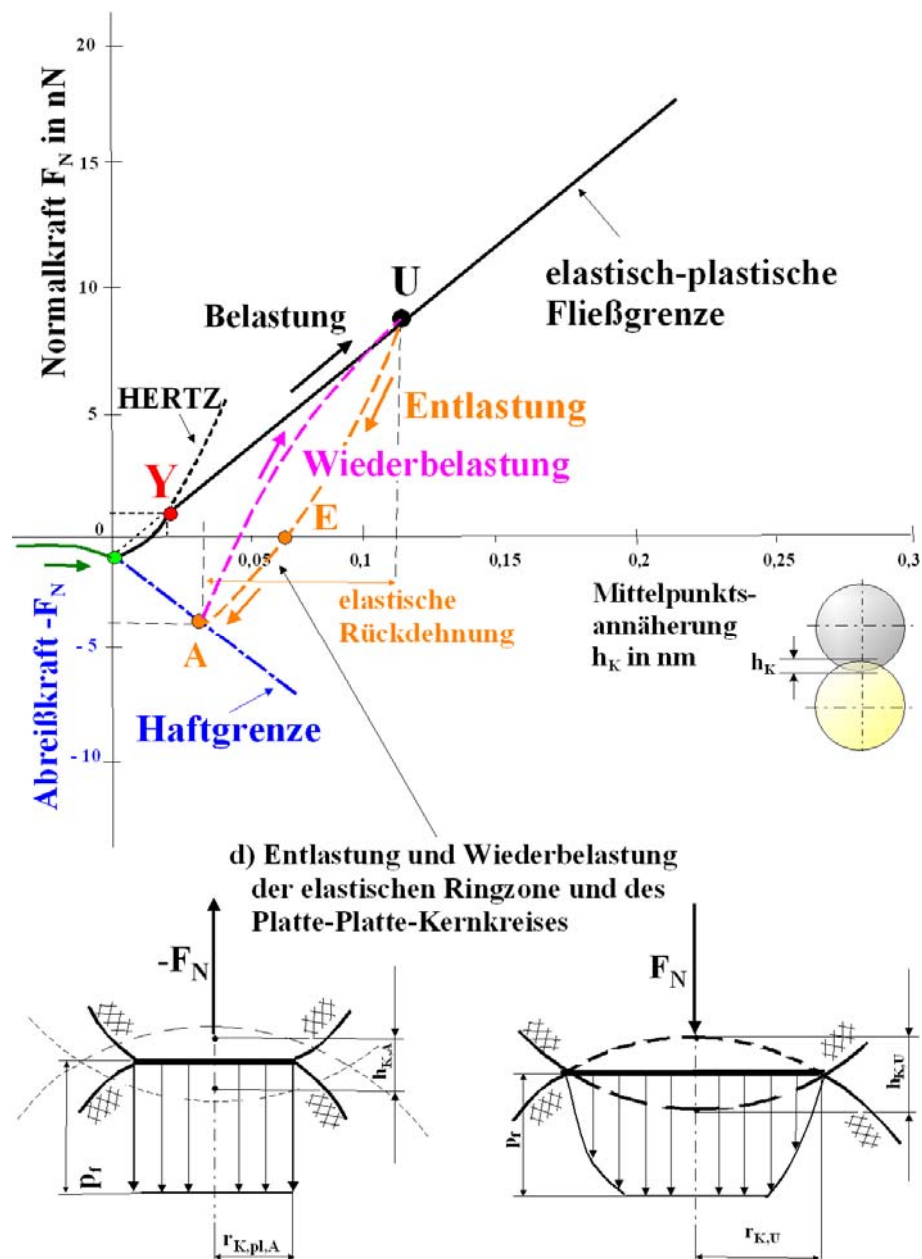 Normalkraft F_N in nN
20
15
10
5
0
- 5
- 10
Abreißkraft -F_N
U
Belastung
HERTZ
Y
elastisch-plastische
Fließgrenze
Entlastung
Wiederbelastung
E
0,05
0,1
0,15
0,2
0,25
0,3
elastische
Rückdehnung
A
Haftgrenze
Mittelpunkts-
annäherung
h_K in nm
h_K
d) Entlastung und Wiederbelastung
der elastischen Ringzone und des
Platte-Platte-Kernkreises
-F_N
h_K,A
p_f
r_K,pl,A
F_N
h_K,U
p_f
r_K,U